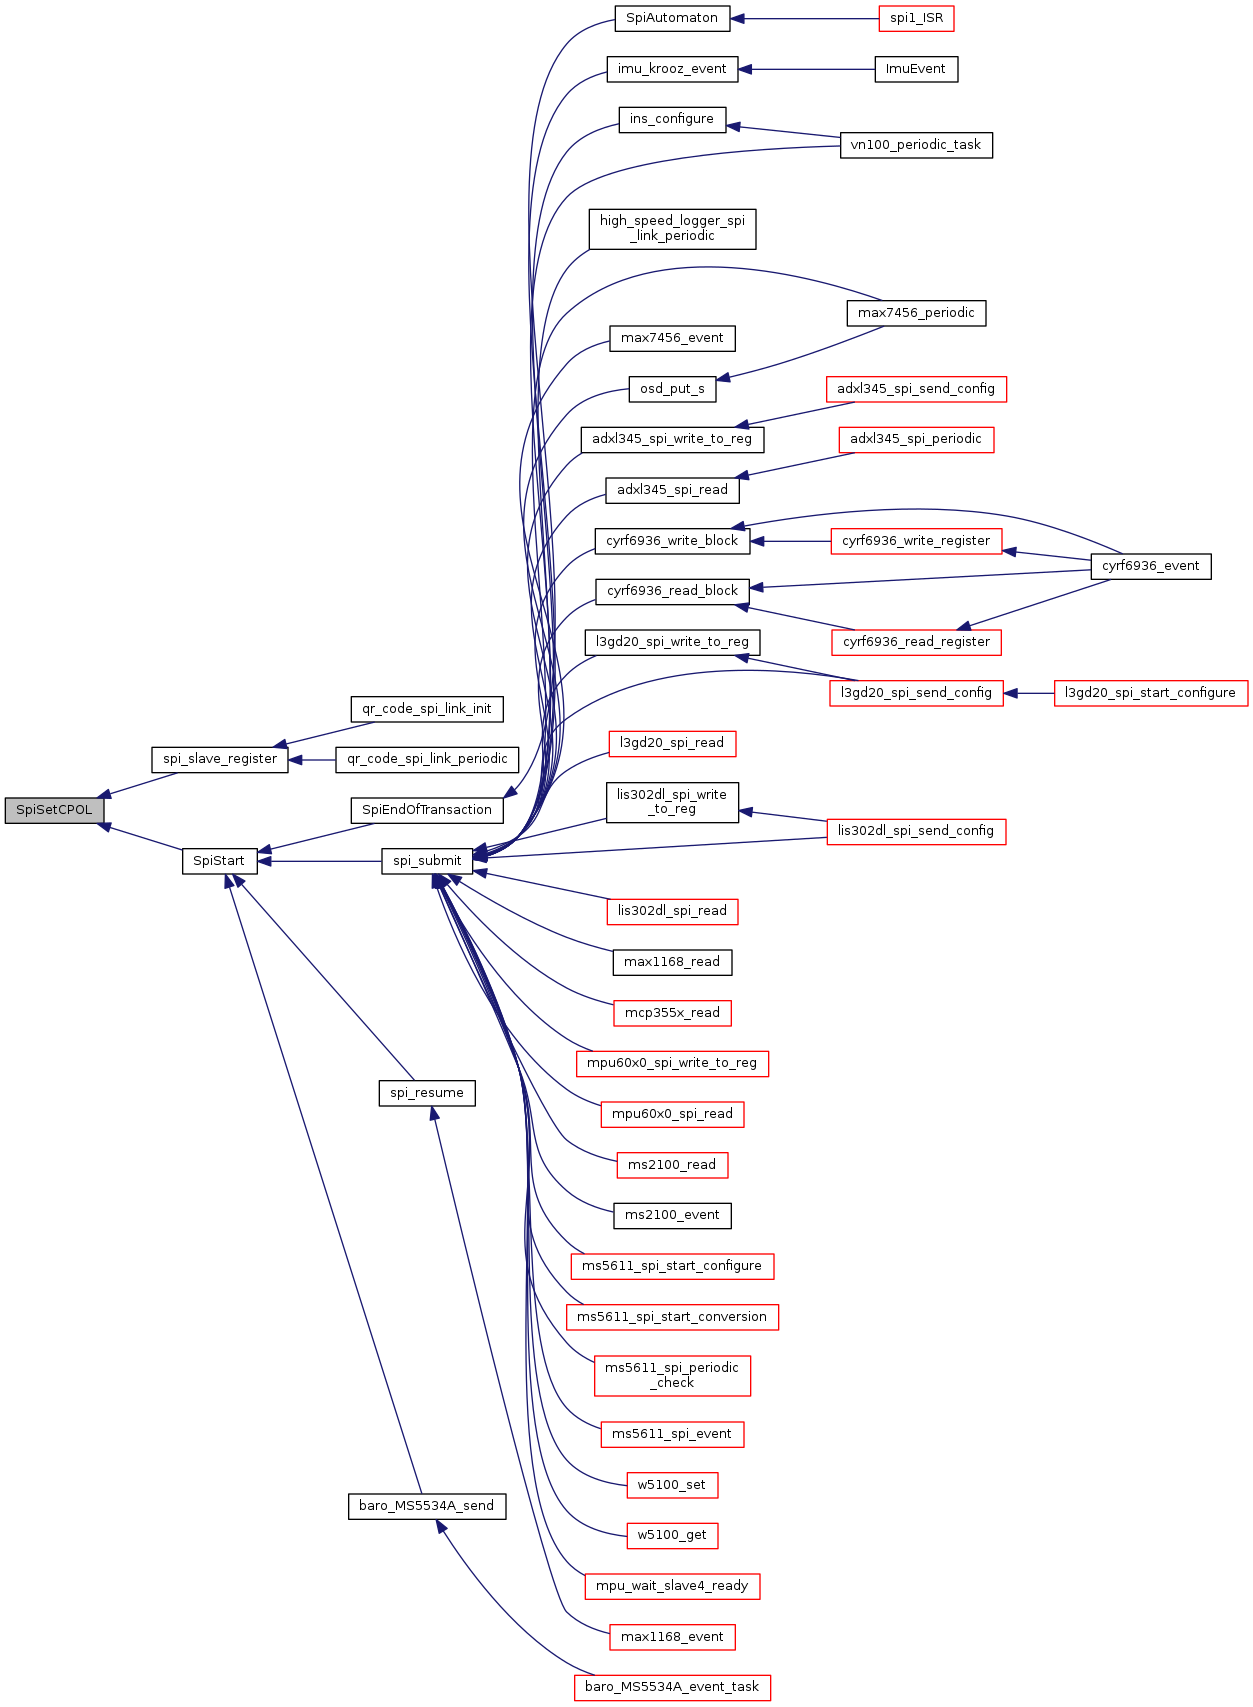 SpiAutomaton
spi1_ISR
imu_krooz_event
ImuEvent
ins_configure
vn100_periodic_task
high_speed_logger_spi
_link_periodic
max7456_periodic
max7456_event
osd_put_s
adxl345_spi_send_config
adxl345_spi_write_to_reg
adxl345_spi_periodic
adxl345_spi_read
cyrf6936_write_block
cyrf6936_write_register
cyrf6936_event
cyrf6936_read_block
cyrf6936_read_register
l3gd20_spi_write_to_reg
l3gd20_spi_send_config
l3gd20_spi_start_configure
qr_code_spi_link_init
l3gd20_spi_read
spi_slave_register
qr_code_spi_link_periodic
SpiSetCPOL
SpiEndOfTransaction
lis302dl_spi_write
_to_reg
lis302dl_spi_send_config
SpiStart
spi_submit
lis302dl_spi_read
max1168_read
mcp355x_read
mpu60x0_spi_write_to_reg
spi_resume
mpu60x0_spi_read
ms2100_read
ms2100_event
ms5611_spi_start_configure
ms5611_spi_start_conversion
ms5611_spi_periodic
_check
ms5611_spi_event
w5100_set
baro_MS5534A_send
w5100_get
mpu_wait_slave4_ready
max1168_event
baro_MS5534A_event_task